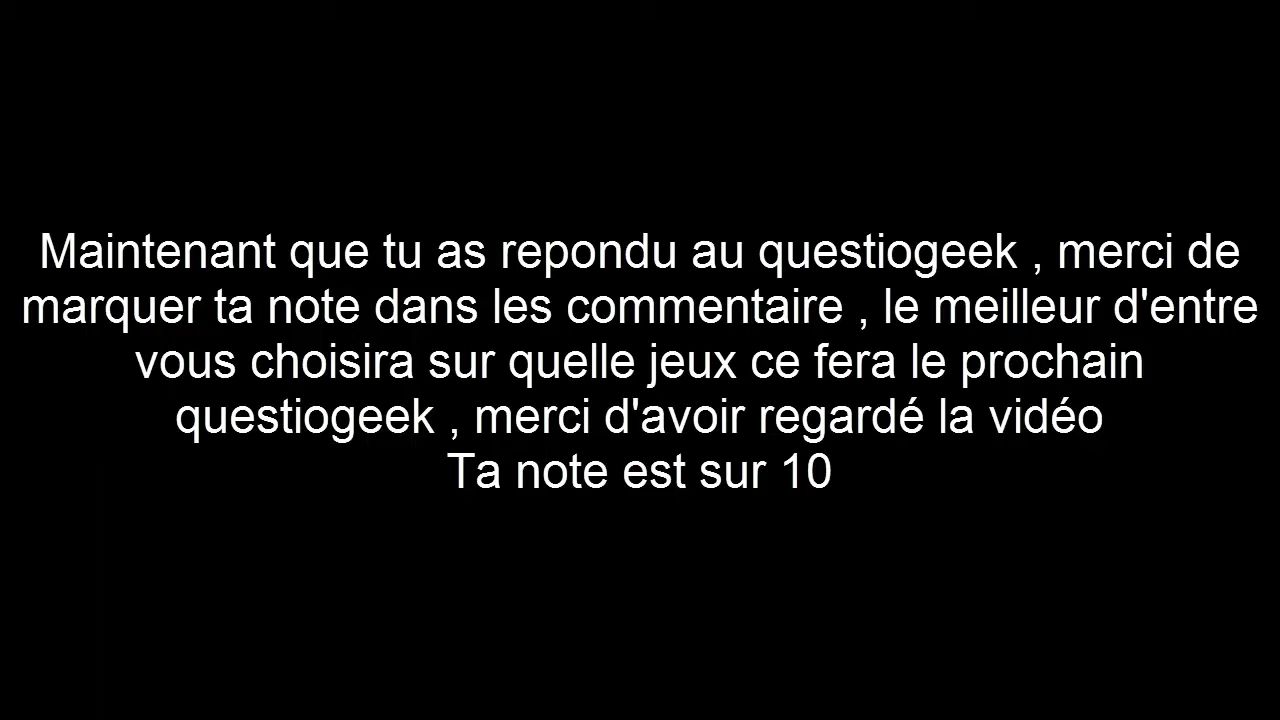 Maintenant que tu as repondu au questiogeek , merci de
marquer ta note dans les commentaire , le meilleur d'entre
vous choisira sur quelle jeux ce fera le prochain
questiogeek , merci d'avoir regardé la vidéo
Ta note est sur 10